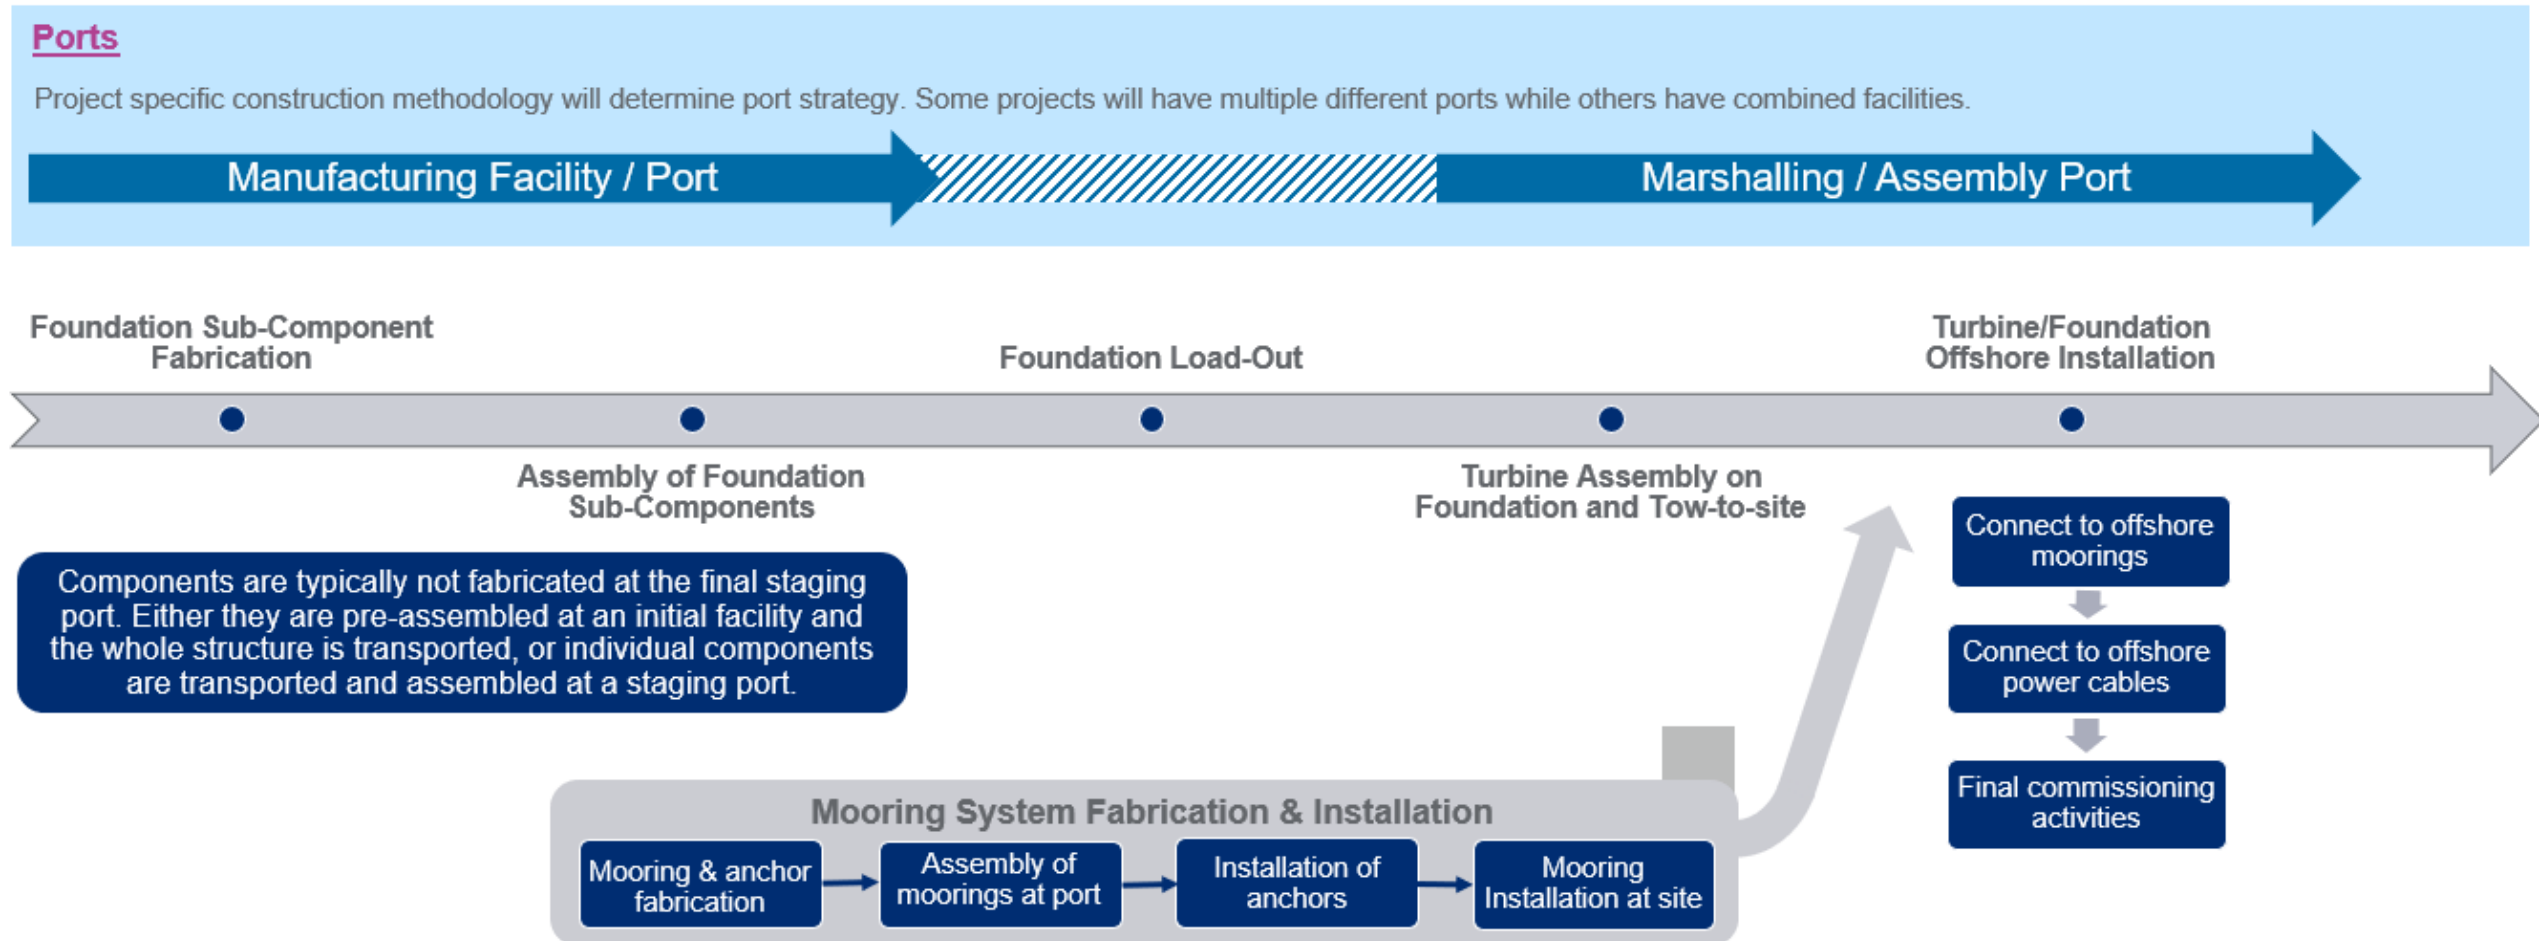 Ports
Project specific construction methodology will determine port strategy. Some projects will have multiple different ports while others have combined facilities.
Manufacturing Facility / Port
Marshalling / Assembly Port
Foundation Sub-Component
Fabrication
Foundation Load-Out
Turbine/Foundation
Offshore Installation
Assembly of Foundation
Sub-Components
Turbine Assembly on
Foundation and Tow-to-site
Components are typically not fabricated at the final staging
port. Either they are pre-assembled at an initial facility and
the whole structure is transported, or individual components
are transported and assembled at a staging port.
Connect to offshore
moorings
Connect to offshore
power cables
Final commissioning
activities
Mooring System Fabrication & Installation
Mooring & anchor
fabrication
Assembly of
moorings at port
Installation of
anchors
Mooring
Installation at site